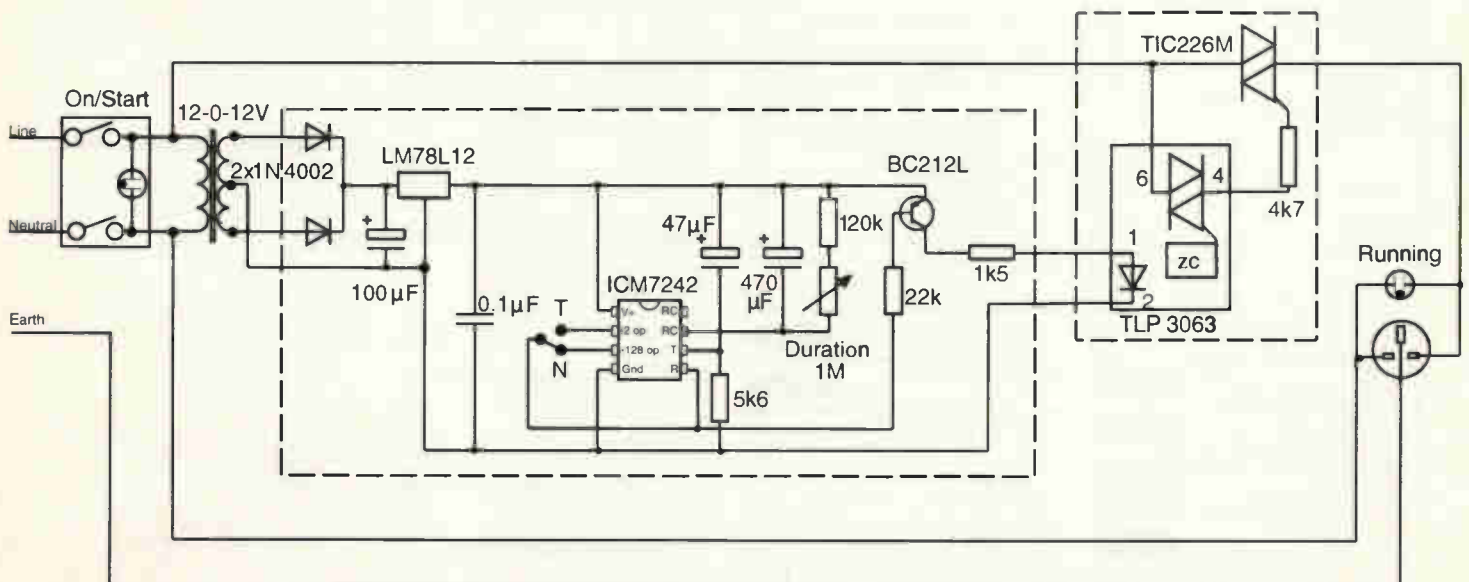 TIC226M
On/Start
12-0-12V
Line
2x1N4002
LM78L12
BC212L
6
4
4k7
Neutral
+
47µF
+
+
120k
1
zc
Running
1k5
100µF
ICM7242
470
µF
22k
2
0.1µF
T
V+
RC
TLP 3063
Earth
-2 op
RC
Duration
1M
-128 op
T
N
Gnd
R
5k6